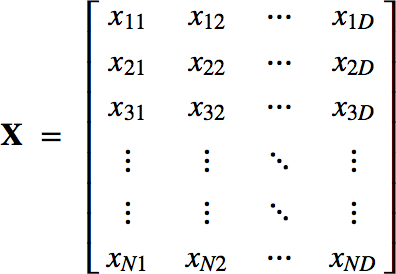 x11 x12 ⋯ x1D
x21 x22 ⋯ x2D
x31 x32 ⋯ x3D
X = ⋮ ⋮ ⋱ ⋮
⋮ ⋮ ⋱ ⋮
xN1 xN2 ⋯ xND